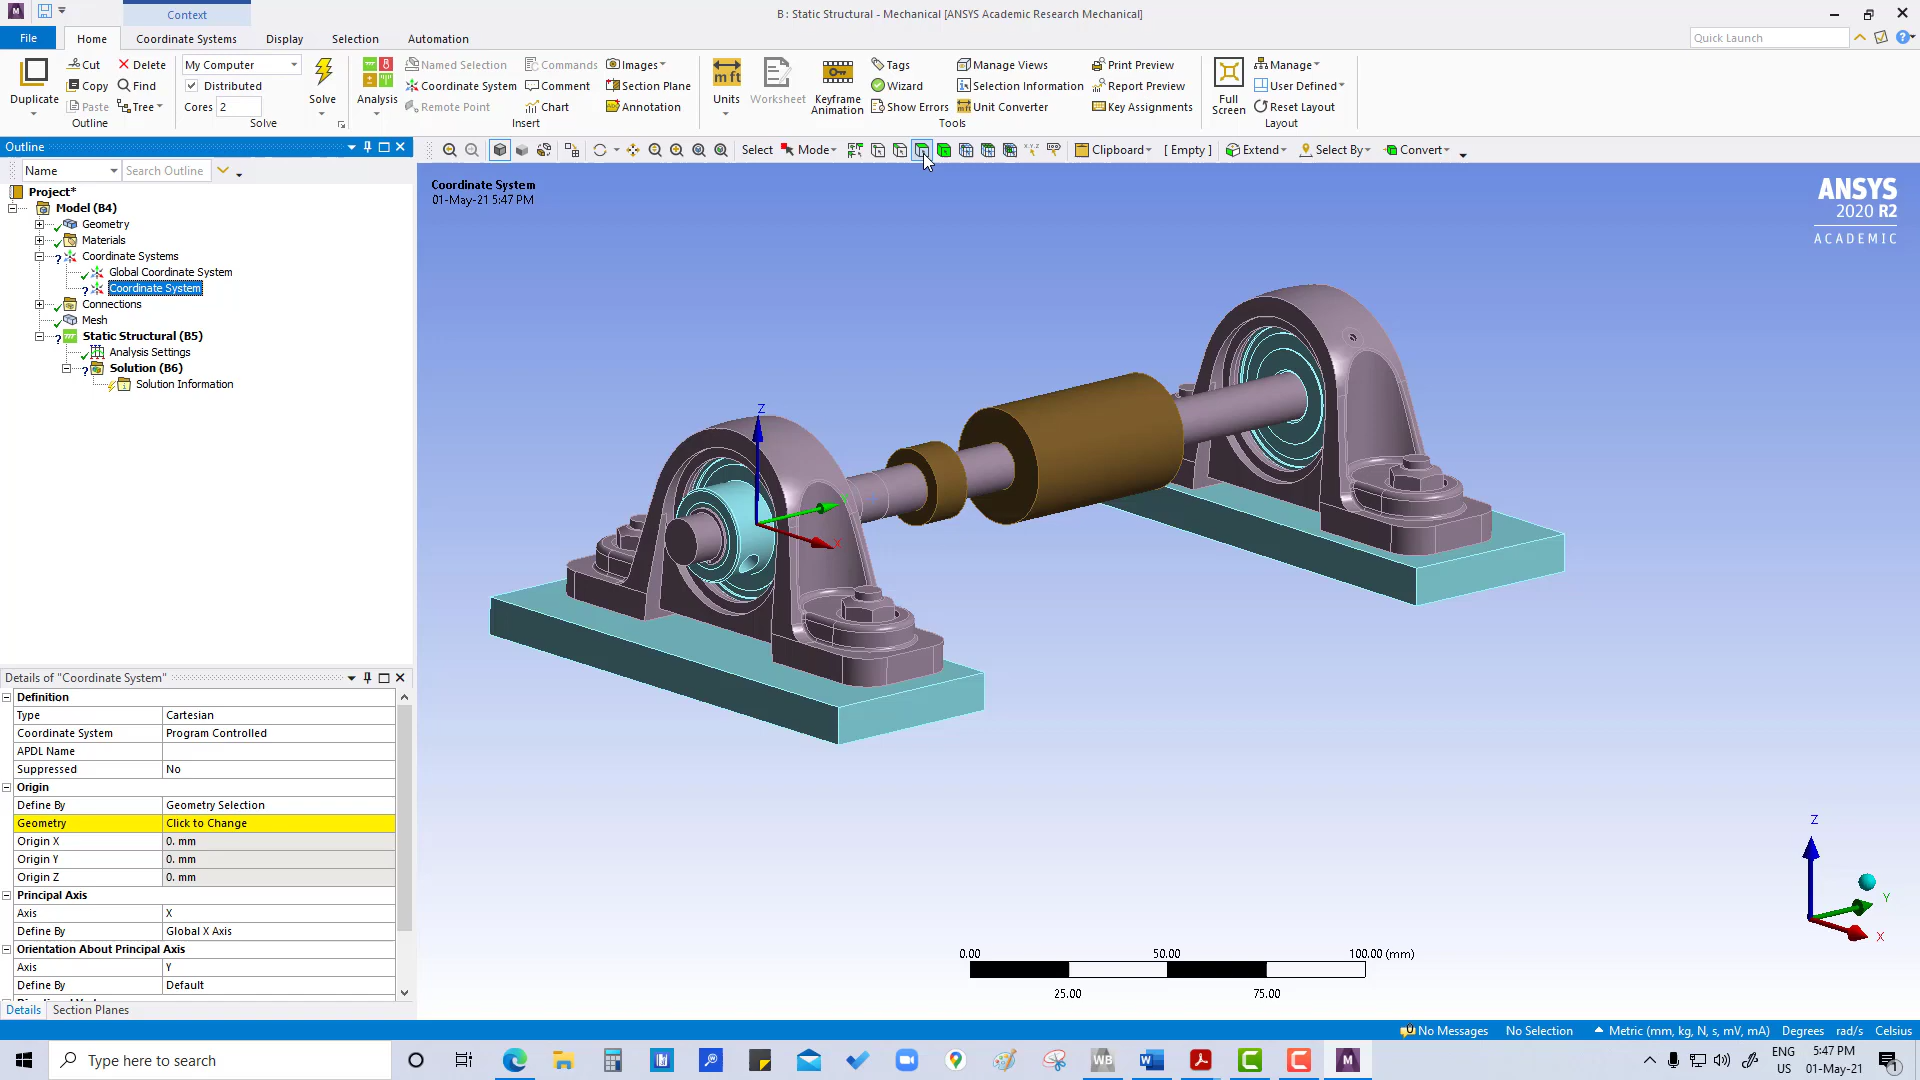 M
Context
B : Static Structural - Mechanical [ANSYS Academic Research Mechanical]
File Home Coordinate Systems Display Selection Automation
Quick Launch
Duplicate
Cut
Copy
Paste
Delete
Find
Tree
Outline
My Computer
Distributed
Cores 2
Solve
Solve
Analysis
Named Selection
Coordinate System
Remote Point
Commands
Comment
Chart
Images
Section Plane
Annotation
Insert
Units
Worksheet
Keyframe
Animation
Tags
Wizard
Show Errors
Manage Views
Selection Information
Unit Converter
Print Preview
Report Preview
Key Assignments
Tools
Full
Screen
Manage
User Defined
Reset Layout
Layout
Outline
Select Mode Clipboard [ Empty ] Extend Select By Convert
Name Search Outline
Project*
Model (B4)
Geometry
Materials
Coordinate Systems
Global Coordinate System
Coordinate System
Connections
Mesh
Static Structural (B5)
Analysis Settings
Solution (B6)
Solution Information
Coordinate System
01-May-21 5:47 PM
ANSYS
2020 R2
ACADEMIC
Z
X
Details of "Coordinate System"
Definition
Type Cartesian
Coordinate System Program Controlled
APDL Name
Suppressed No
Origin
Define By Geometry Selection
Geometry Click to Change
Origin X 0. mm
Origin Y 0. mm
Origin Z 0. mm
Principal Axis
Axis X
Define By Global X Axis
Orientation About Principal Axis
Axis Y
Define By Default
Details Section Planes
0.00 50.00 100.00 (mm)
25.00 75.00
Z
Y
X
No Messages No Selection Metric (mm, kg, N, s, mV, mA) Degrees rad/s Celsius
Type here to search
WB
M
ENG
US
5:47 PM
01-May-21
1